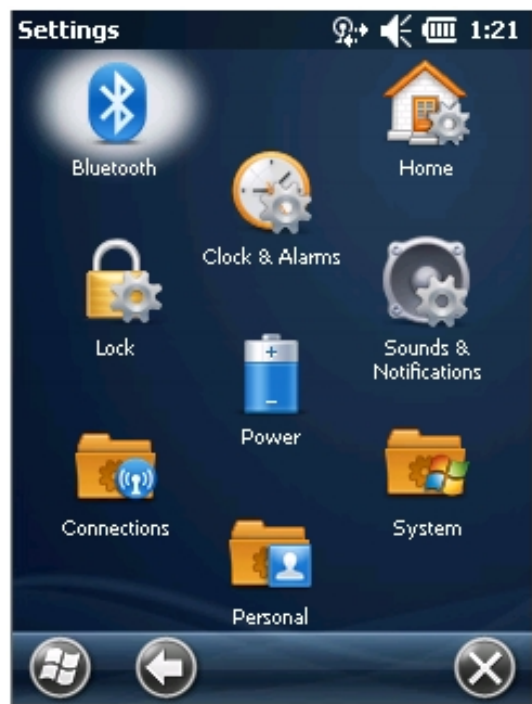 Settings 1:21
Bluetooth
Home
Clock & Alarms
Lock
Sounds &
Notifications
Power
Connections
System
Personal